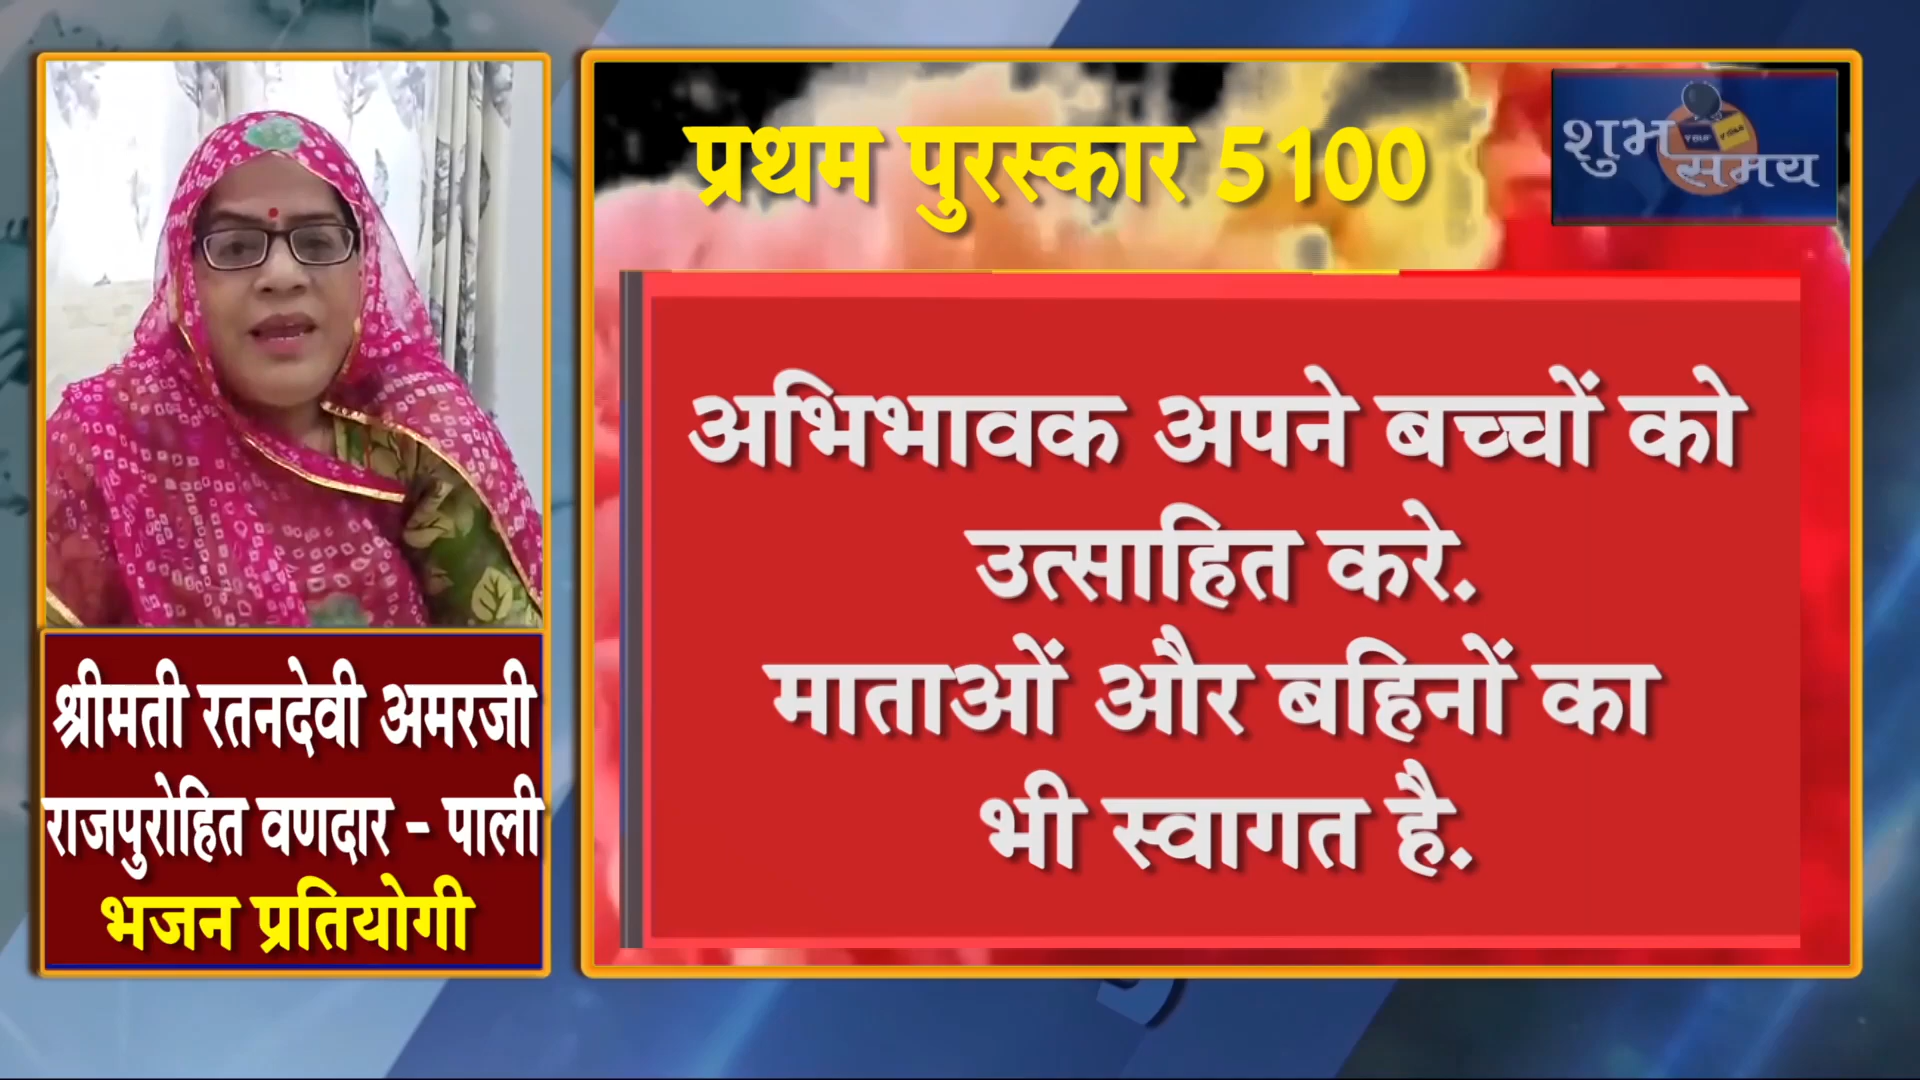 प्रथम पुरस्कार 5100
शुभ
समय
अभिभावक अपने बच्चों को
उत्साहित करे.
माताओं और बहिनों का
भी स्वागत है.
श्रीमती रतनदेवी अमरजी
राजपुरोहित वणदार - पाली
भजन प्रतियोगी